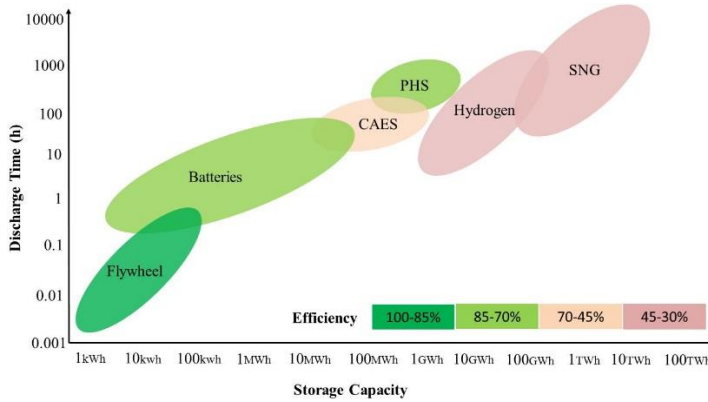 10000
1000
100
10
1
0.1
0.01
0.001
Discharge Time (h)
SNG
PHS
Hydrogen
CAES
Batteries
Flywheel
Efficiency 100-85% 85-70% 70-45% 45-30%
1kWh 10kwh 100kwh 1MWh 10MWh 100MWh 1GWh 10GWh 100GWh 1TWh 10TWh 100TWh
Storage Capacity